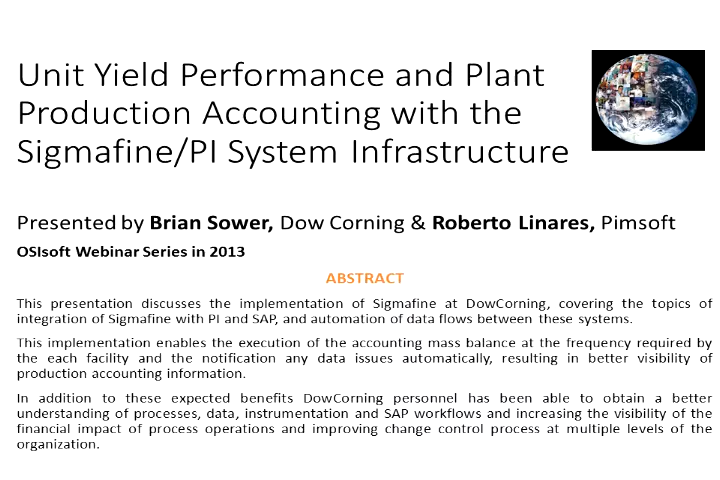 Unit Yield Performance and Plant
Production Accounting with the
Sigmafine/PI System Infrastructure
Presented by Brian Sower, Dow Corning & Roberto Linares, Pimsoft
OSIsoft Webinar Series in 2013
ABSTRACT
This presentation discusses the implementation of Sigmafine at DowCorning, covering the topics of
integration of Sigmafine with PI and SAP, and automation of data flows between these systems.
This implementation enables the execution of the accounting mass balance at the frequency required by
the each facility and the notification any data issues automatically, resulting in better visibility of
production accounting information.
In addition to these expected benefits DowCorning personnel has been able to obtain a better
understanding of processes, data, instrumentation and SAP workflows and increasing the visibility of the
financial impact of process operations and improving change control process at multiple levels of the
organization.